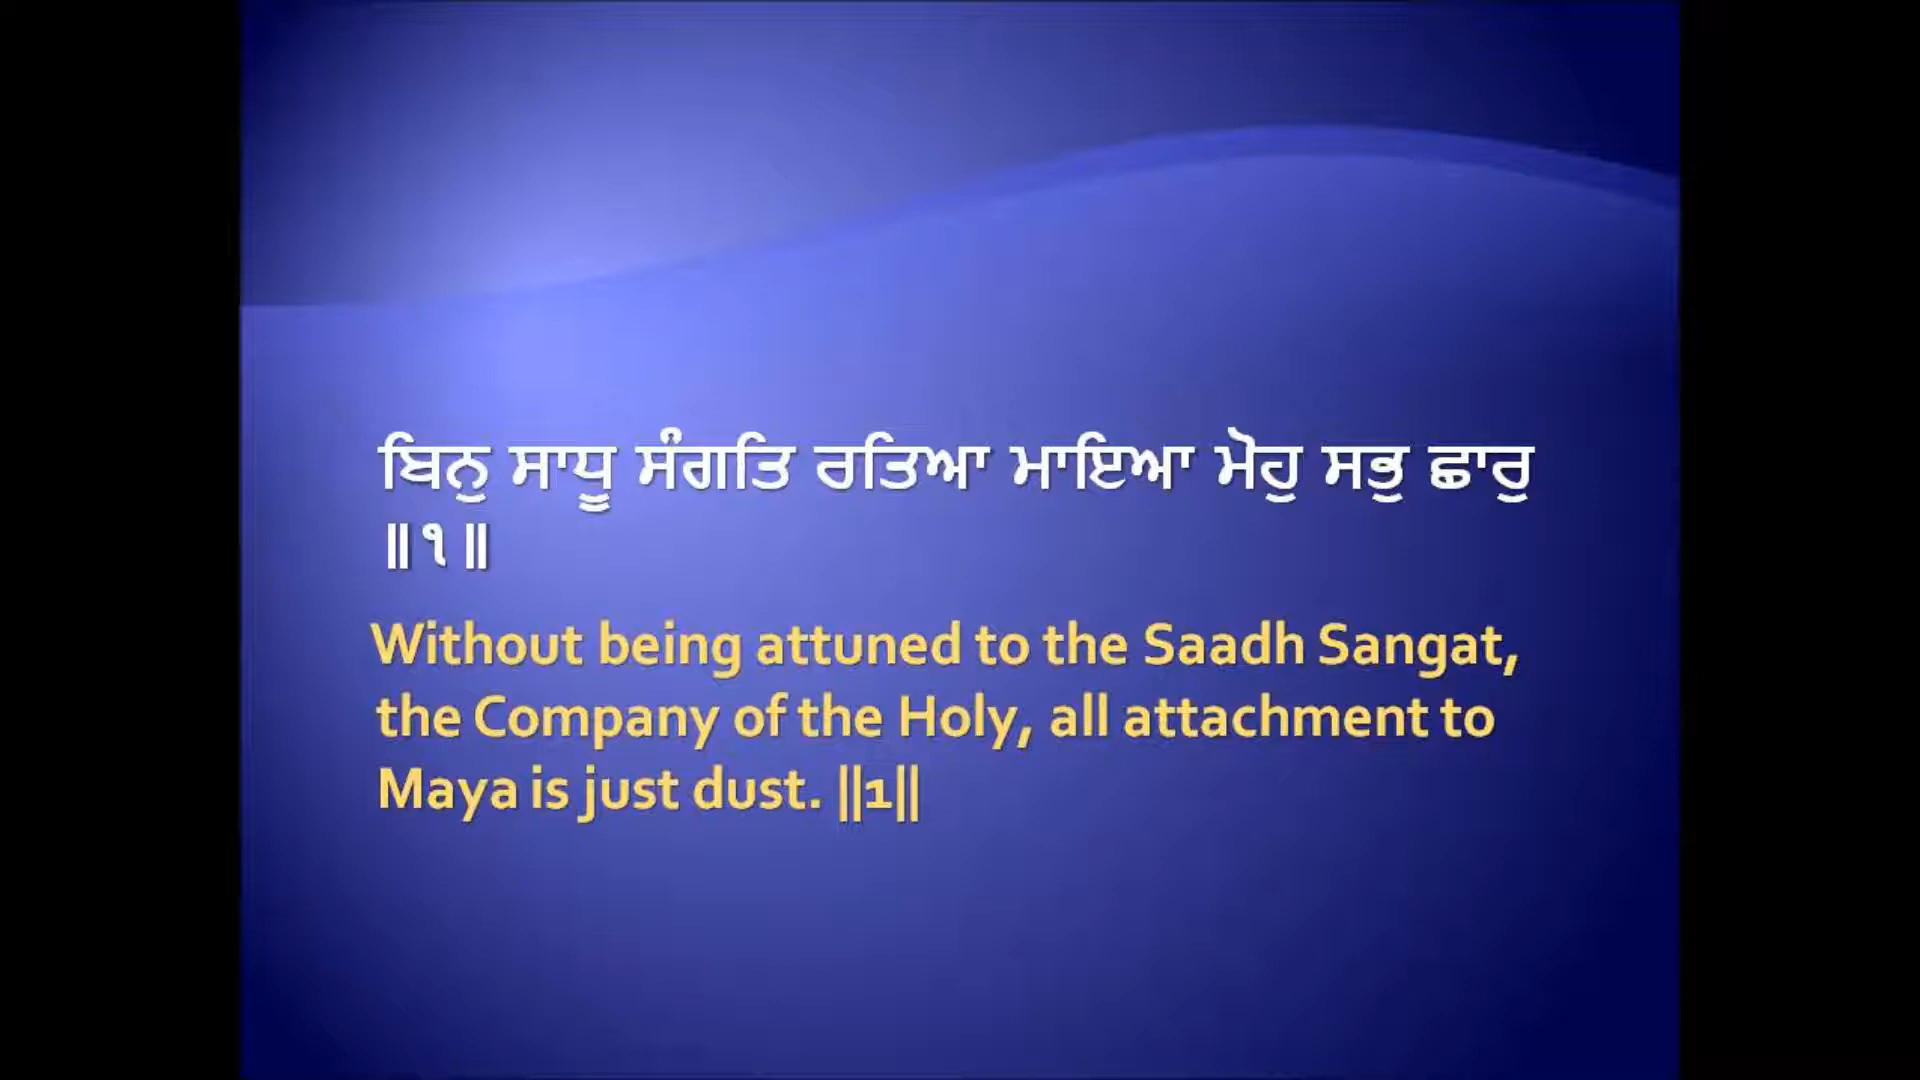 ਬਿਨੁ ਸਾਧੂ ਸੰਗਤਿ ਰਤਿਆ ਮਾਇਆ ਮੋਹੁ ਸਭੁ ਛਾਰੁ
॥੧॥
Without being attuned to the Saadh Sangat,
the Company of the Holy, all attachment to
Maya is just dust. ||1||